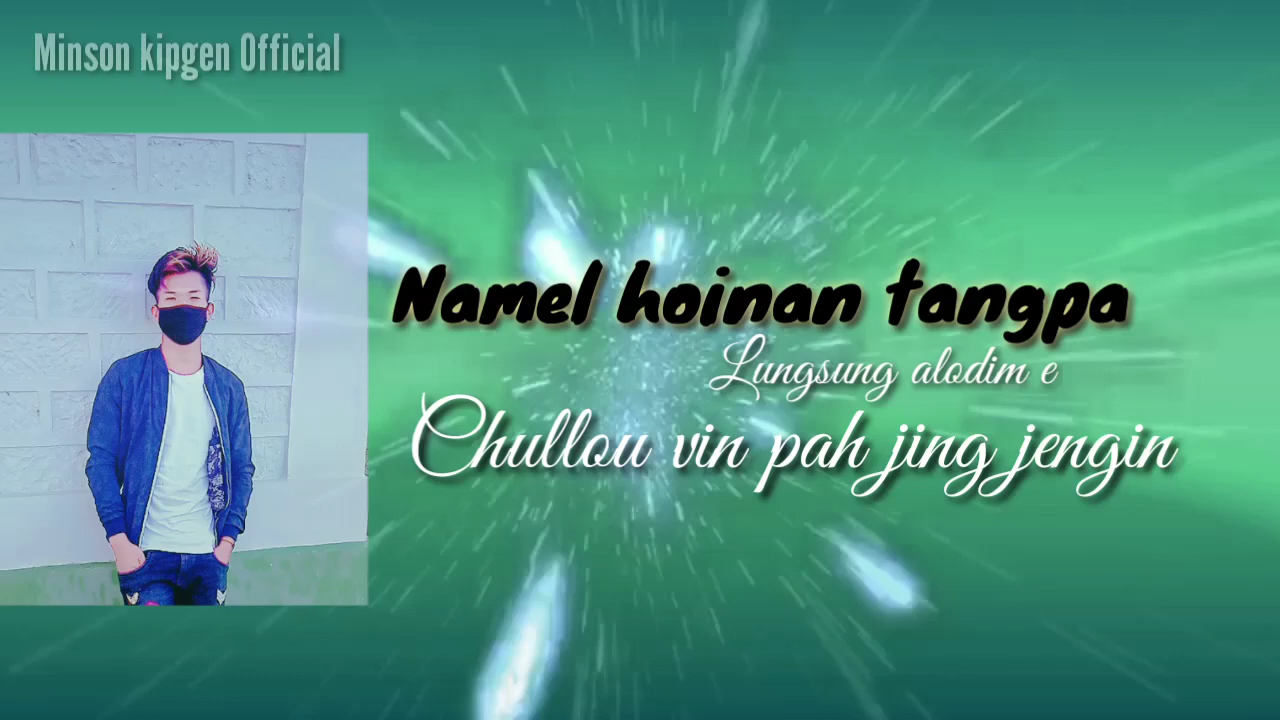 Minson kipgen Official
Namel hoinan tangpa
Lungsung alodim e
Chullou vin pah jing jengin